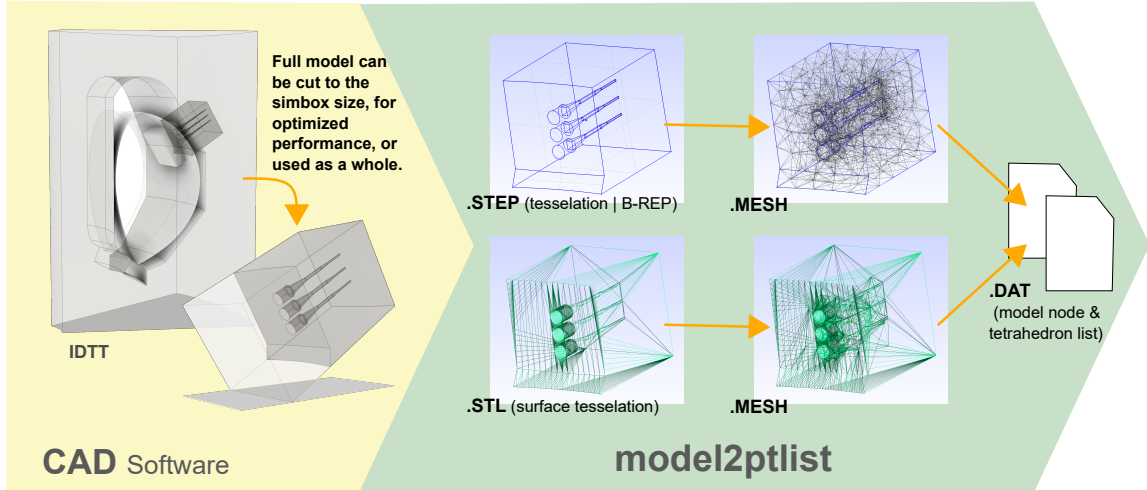 Full model can
be cut to the
simbox size, for
optimized
performance, or
used as a whole.
IDTT
CAD Software
.STEP (tesselation | B-REP)
.MESH
.STL (surface tesselation)
.MESH
.DAT
(model node &
tetrahedron list)
model2ptlist